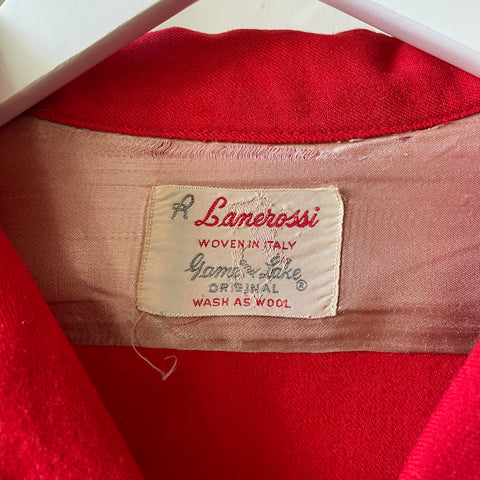 A Lanerossi
WOVEN IN ITALY
Game and Lake
ORIGINAL ®
WASH AS WOOL